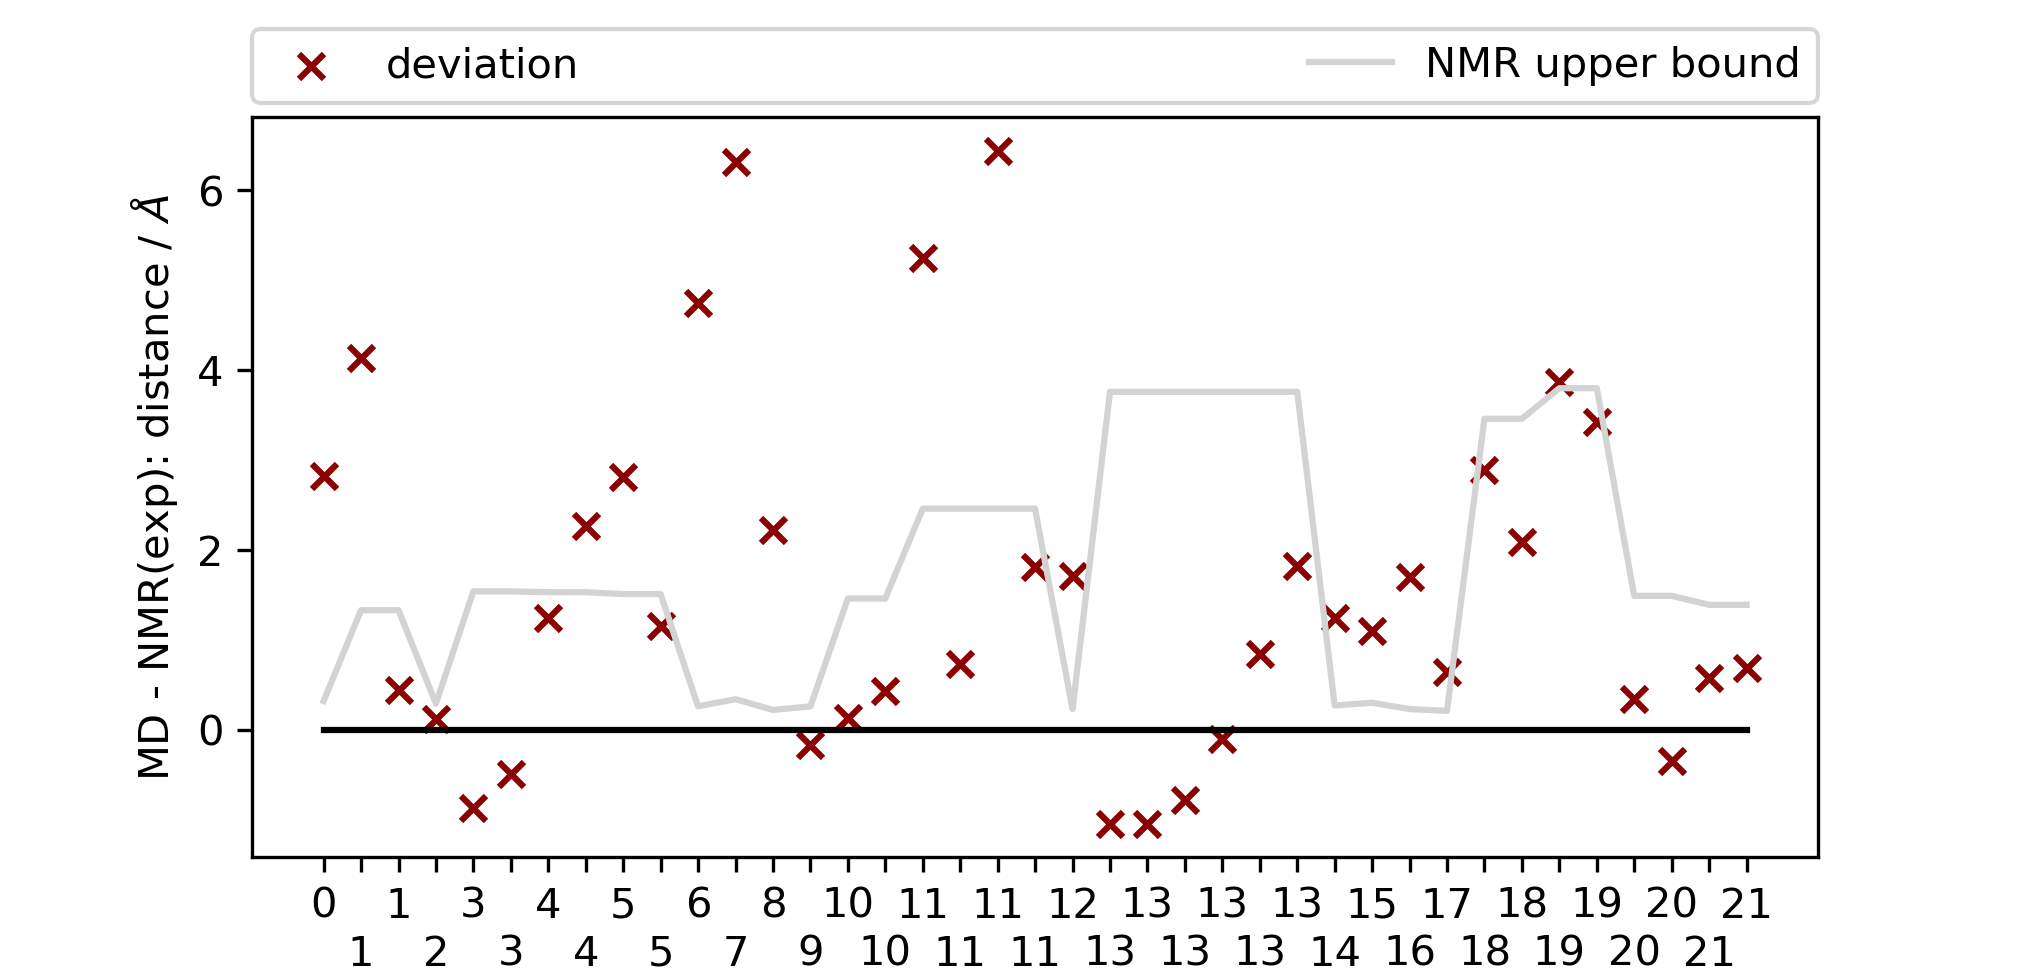 deviation NMR upper bound
MD - NMR(exp): distance / Å
6
4
2
0
0 1 3 4 5 6 8 10 11 11 12 13 13 13 15 17 18 19 20 21
1 2 3 4 5 7 9 10 11 11 13 13 13 14 16 18 19 20 21